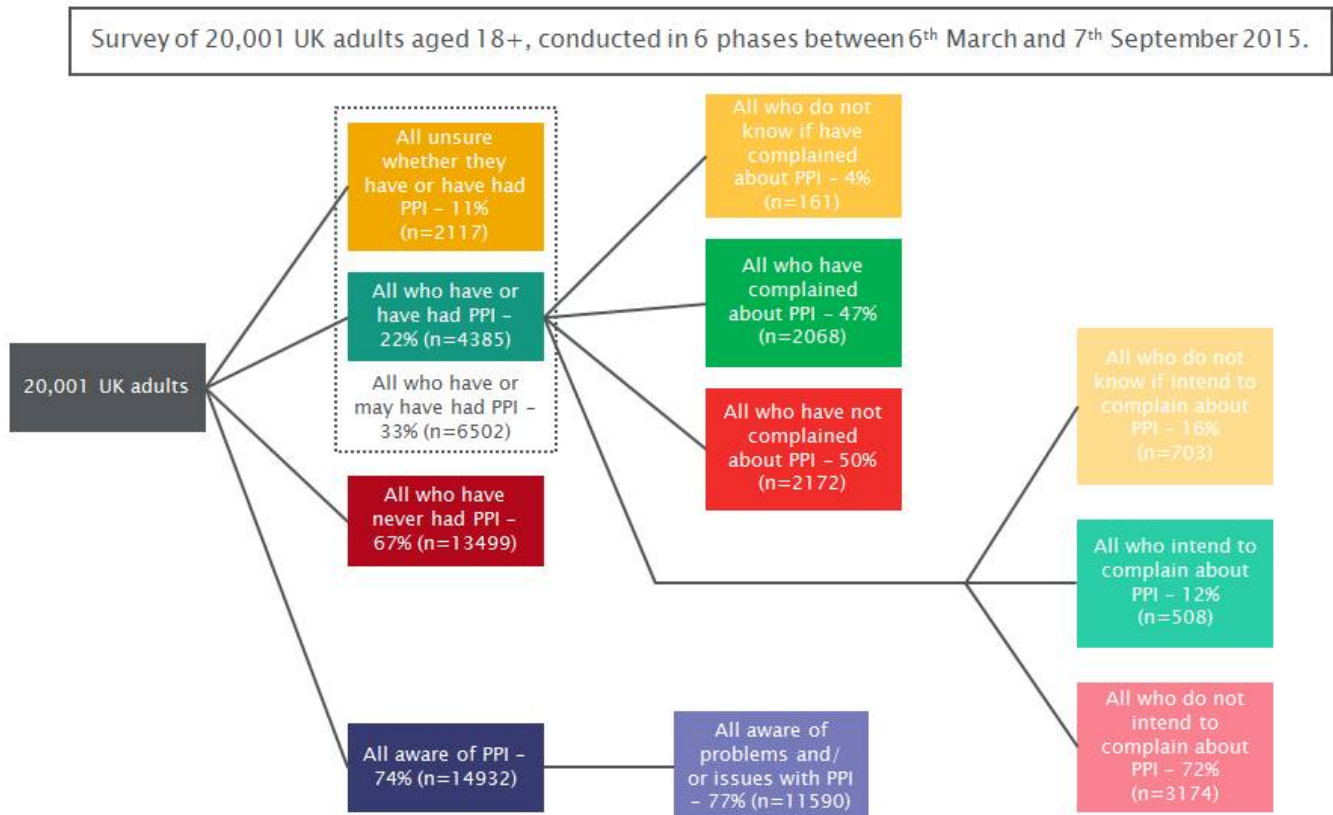 Survey of 20,001 UK adults aged 18+, conducted in 6 phases between 6th March and 7th September 2015.
20,001 UK adults
All unsure
whether they
have or have had
PPI – 11%
(n=2117)
All who have or
have had PPI –
22% (n=4385)
All who have or
may have had PPI –
33% (n=6502)
All who have
never had PPI –
67% (n=13499)
All aware of PPI –
74% (n=14932)
All who do not
know if have
complained
about PPI – 4%
(n=161)
All who have
complained
about PPI – 47%
(n=2068)
All who have not
complained
about PPI – 50%
(n=2172)
All aware of
problems and/
or issues with PPI
– 77% (n=11590)
All who do not
know if intend to
complain about
PPI – 16%
(n=703)
All who intend to
complain about
PPI – 12%
(n=508)
All who do not
intend to
complain about
PPI – 72%
(n=3174)